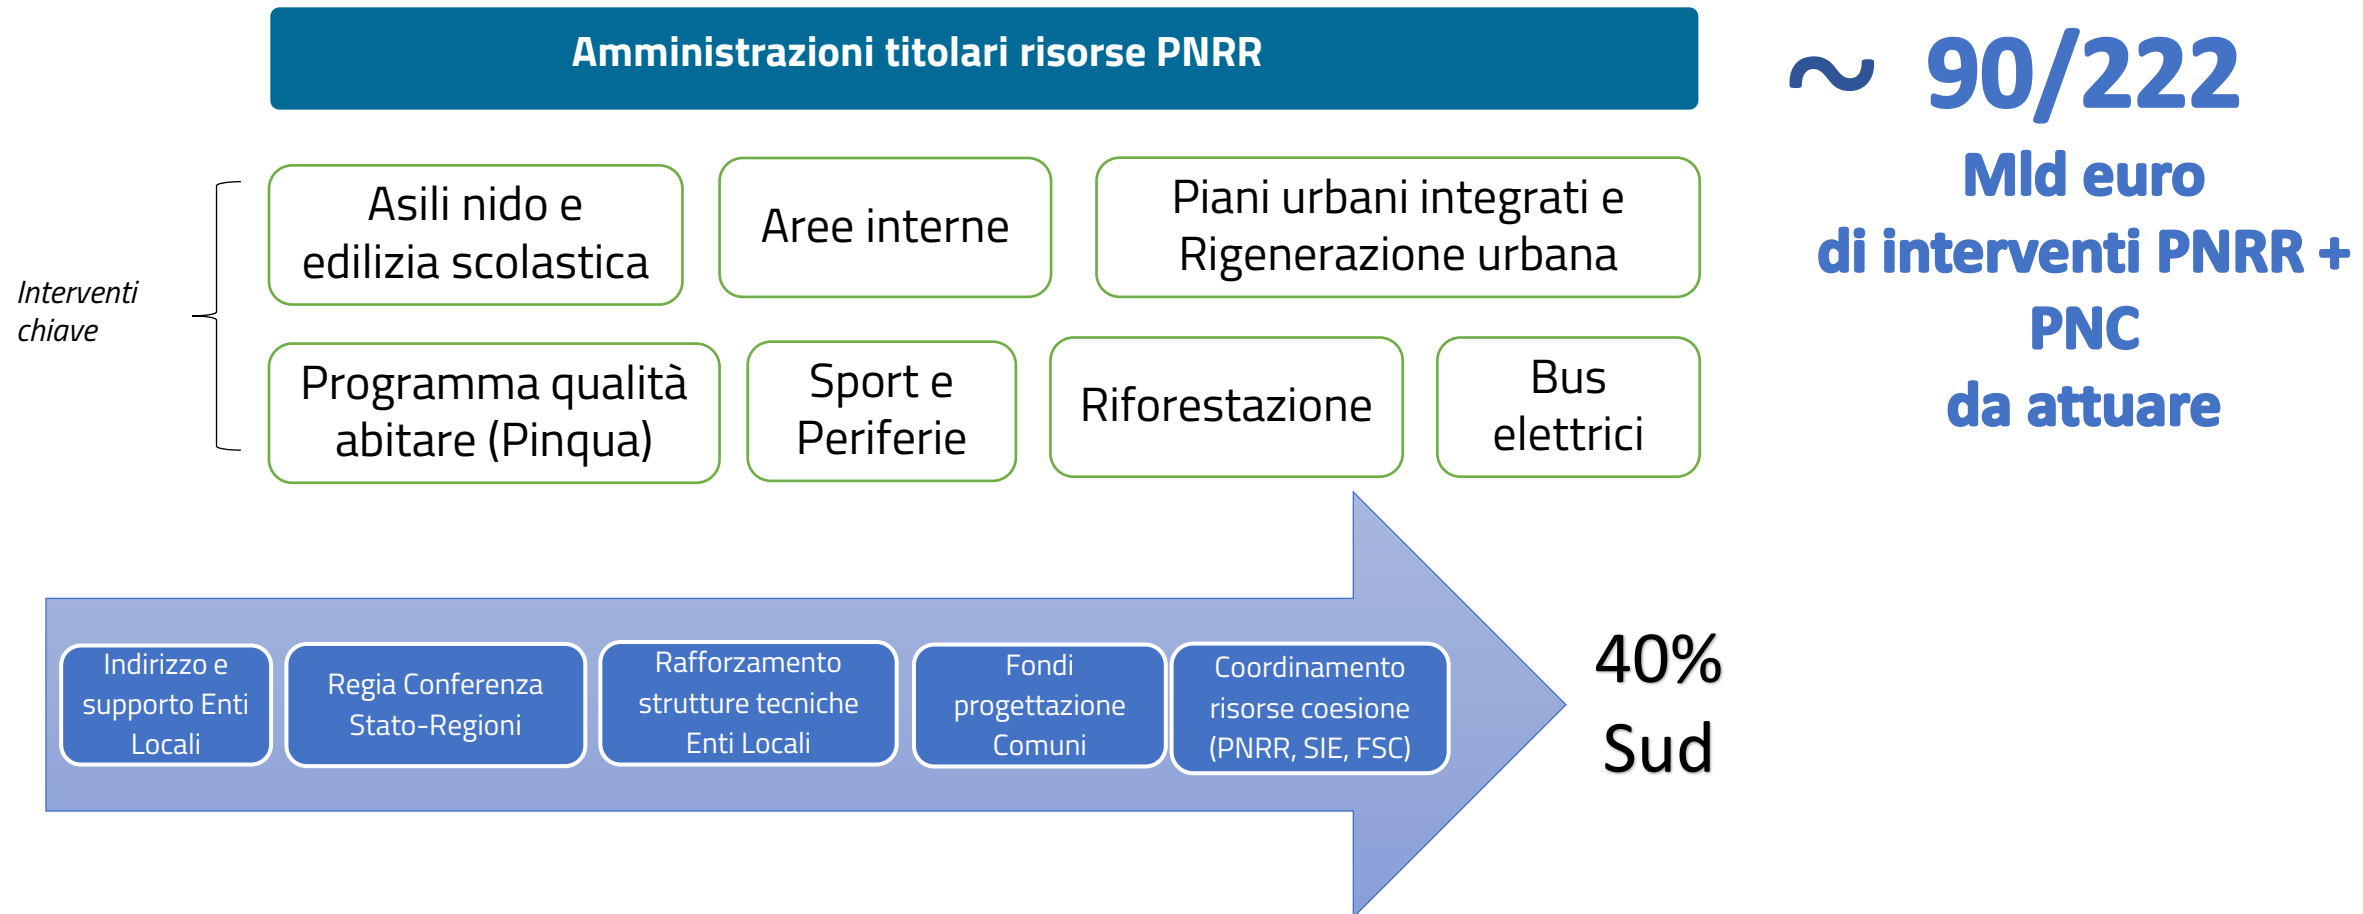 Amministrazioni titolari risorse PNRR
~ 90/222
Mld euro
di interventi PNRR +
PNC
da attuare
Interventi
chiave
Asili nido e
edilizia scolastica
Aree interne
Piani urbani integrati e
Rigenerazione urbana
Programma qualità
abitare (Pinqua)
Sport e
Periferie
Riforestazione
Bus
elettrici
Indirizzo e
supporto Enti
Locali
Regia Conferenza
Stato-Regioni
Rafforzamento
strutture tecniche
Enti Locali
Fondi
progettazione
Comuni
Coordinamento
risorse coesione
(PNRR, SIE, FSC)
40%
Sud